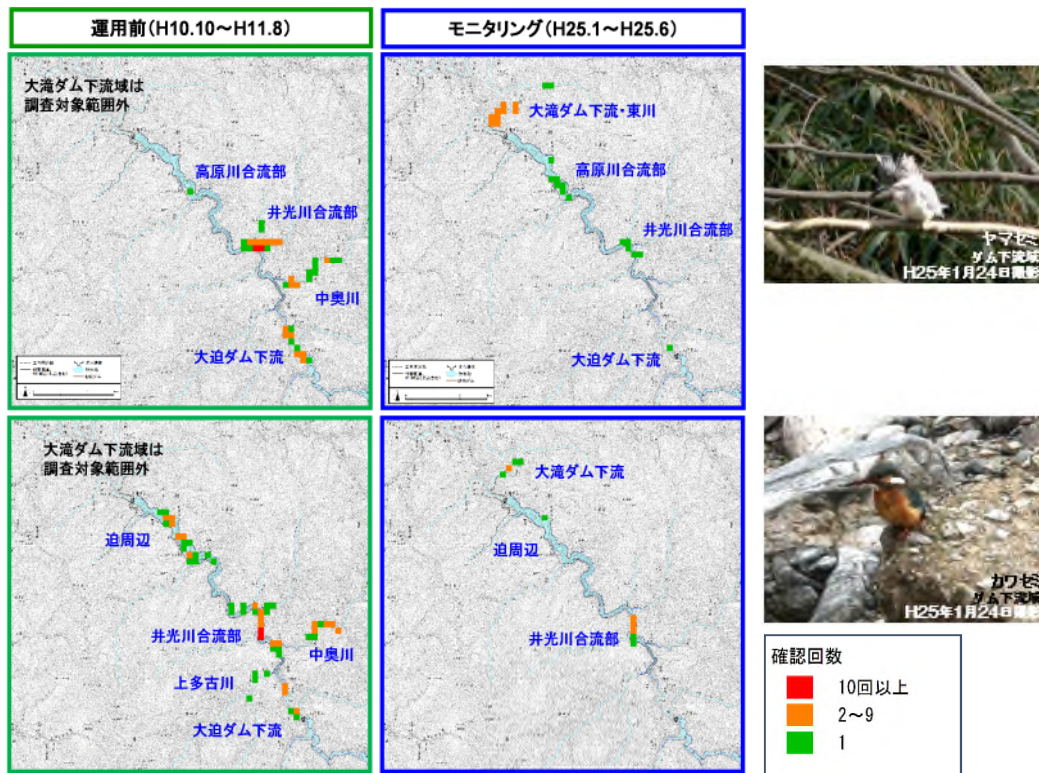 運用前(H10.10～H11.8)
モニタリング(H25.1～H25.6)
大滝ダム下流域は
調査対象範囲外
高原川合流部
井光川合流部
中奥川
大迫ダム下流
大滝ダム下流・東川
高原川合流部
井光川合流部
大迫ダム下流
ヤマセミ
ダム下流域
H25年1月24日撮影
大滝ダム下流域は
調査対象範囲外
迫周辺
井光川合流部
中奥川
上多古川
大迫ダム下流
大滝ダム下流
迫周辺
井光川合流部
カワセミ
ダム下流域
H25年1月24日撮影
確認回数
10回以上
2～9
1